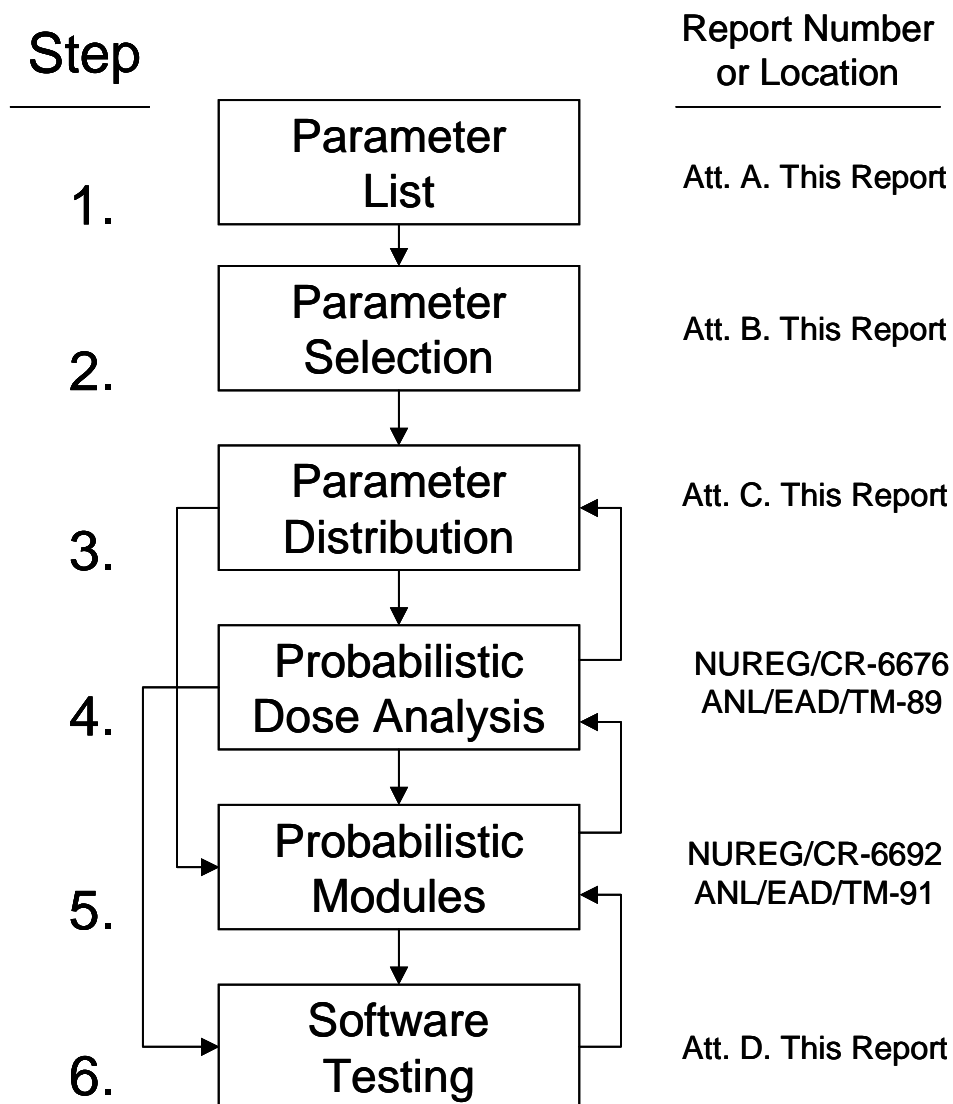 Step
Report Number
or Location
1.
Parameter
List
Att. A. This Report
2.
Parameter
Selection
Att. B. This Report
3.
Parameter
Distribution
Att. C. This Report
4.
Probabilistic
Dose Analysis
NUREG/CR-6676
ANL/EAD/TM-89
5.
Probabilistic
Modules
NUREG/CR-6692
ANL/EAD/TM-91
6.
Software
Testing
Att. D. This Report